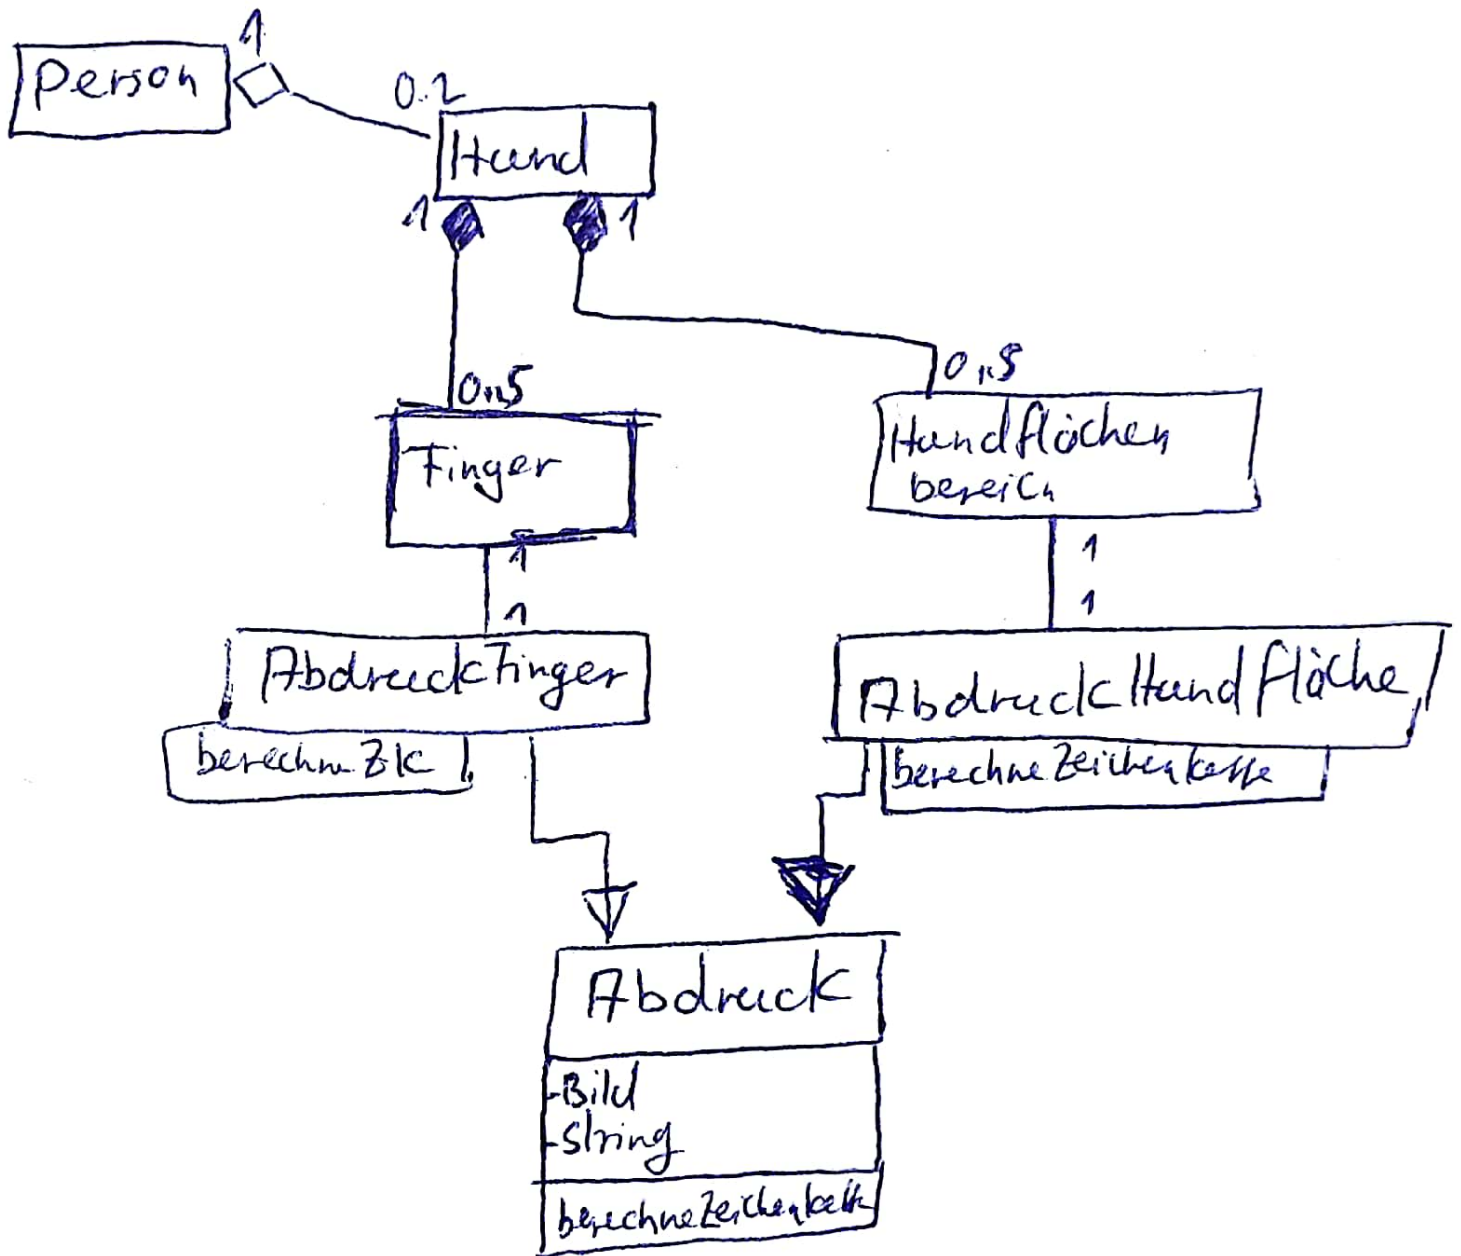 1
Person
0..2
Hand
1
1
0..5
0..5
Finger
Handflächen
bereich
1
1
1
1
AbdruckFinger
AbdruckHandfläche
berechneZK
berechneZeichenkette
Abdruck
-Bild
-String
berechneZeichenkette